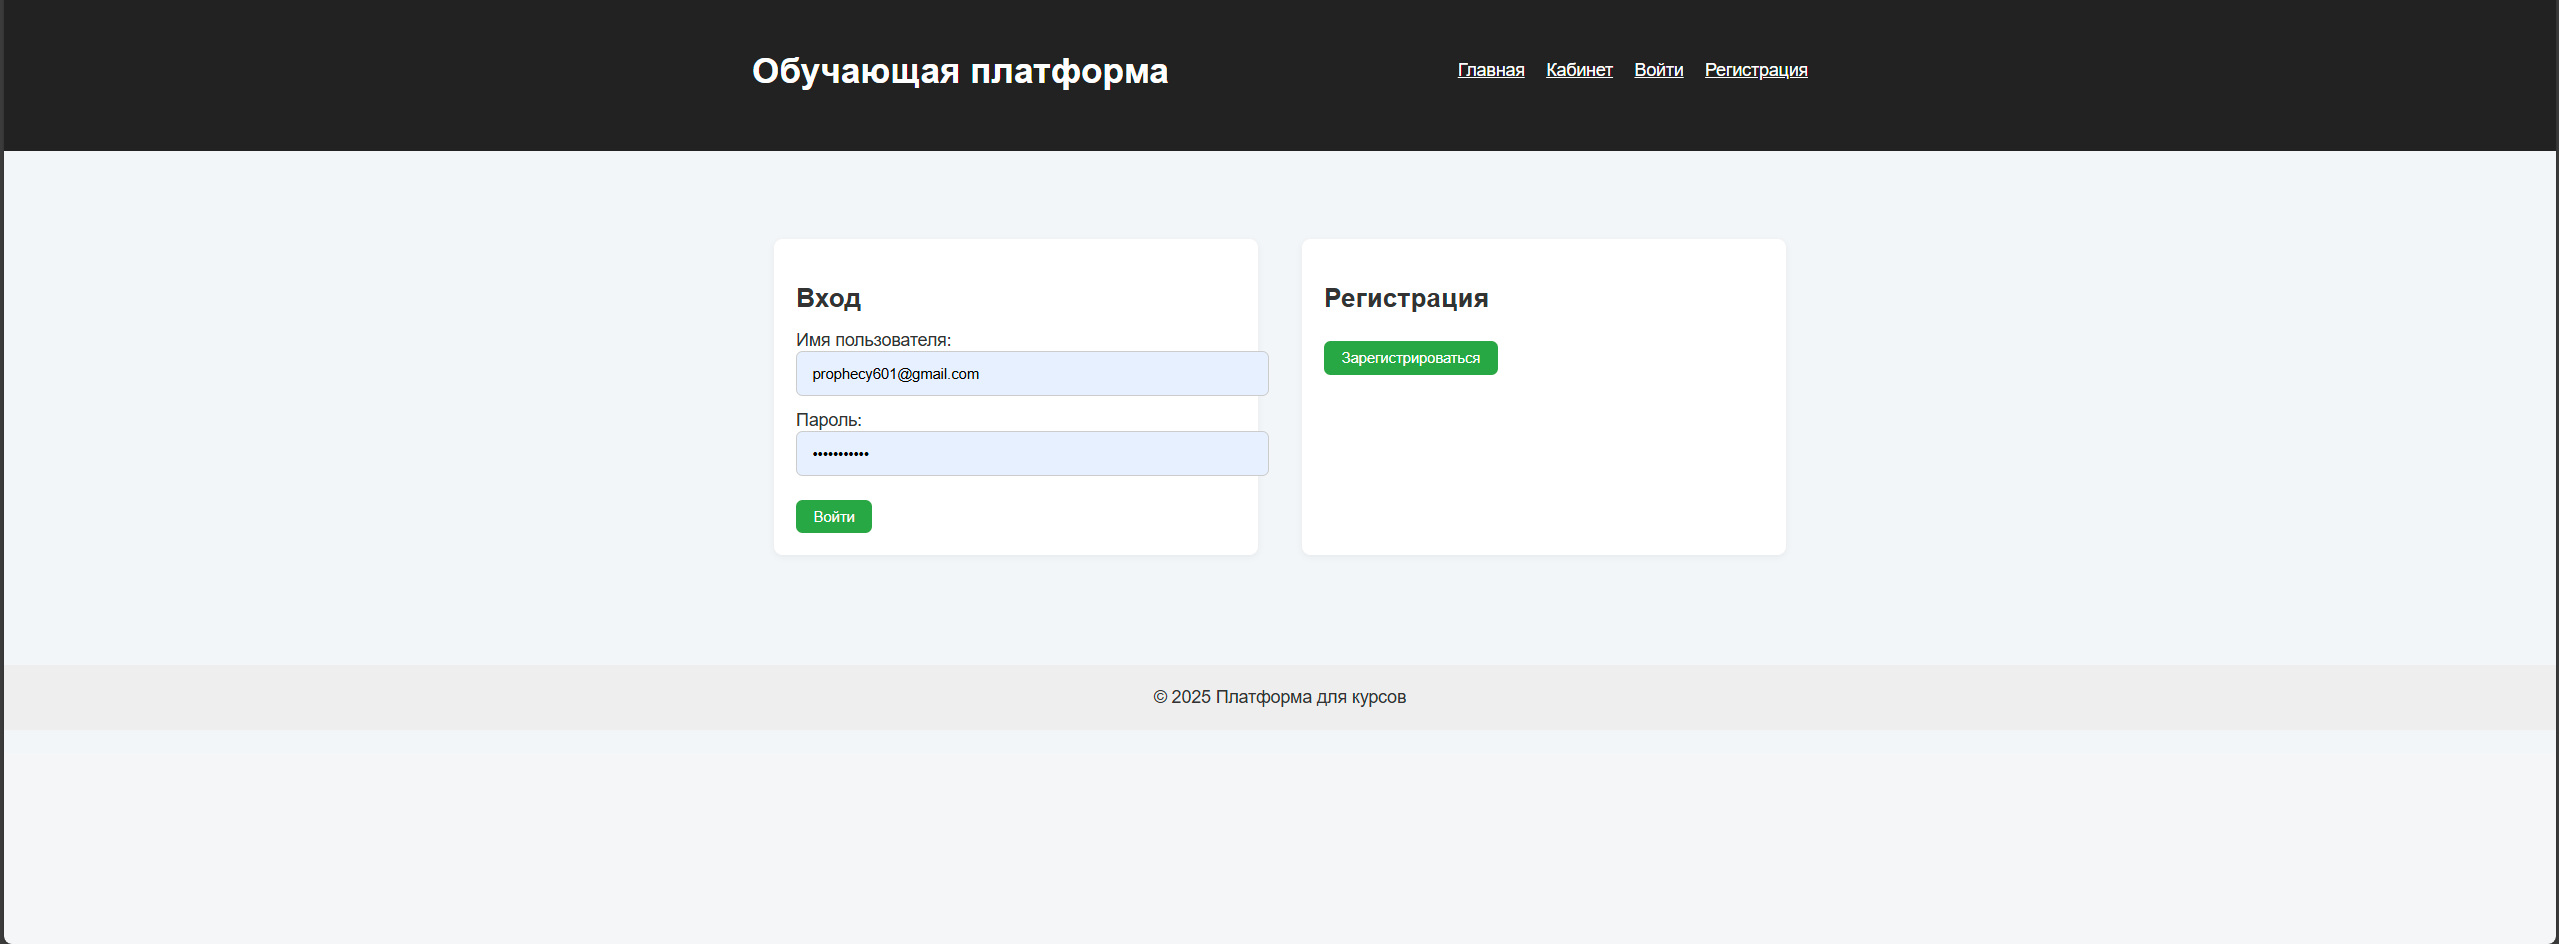 Обучающая платформа
Главная Кабинет Войти Регистрация
Вход
Имя пользователя:
prophecy601@gmail.com
Пароль:
•••••••••••
Войти
Регистрация
Зарегистрироваться
© 2025 Платформа для курсов